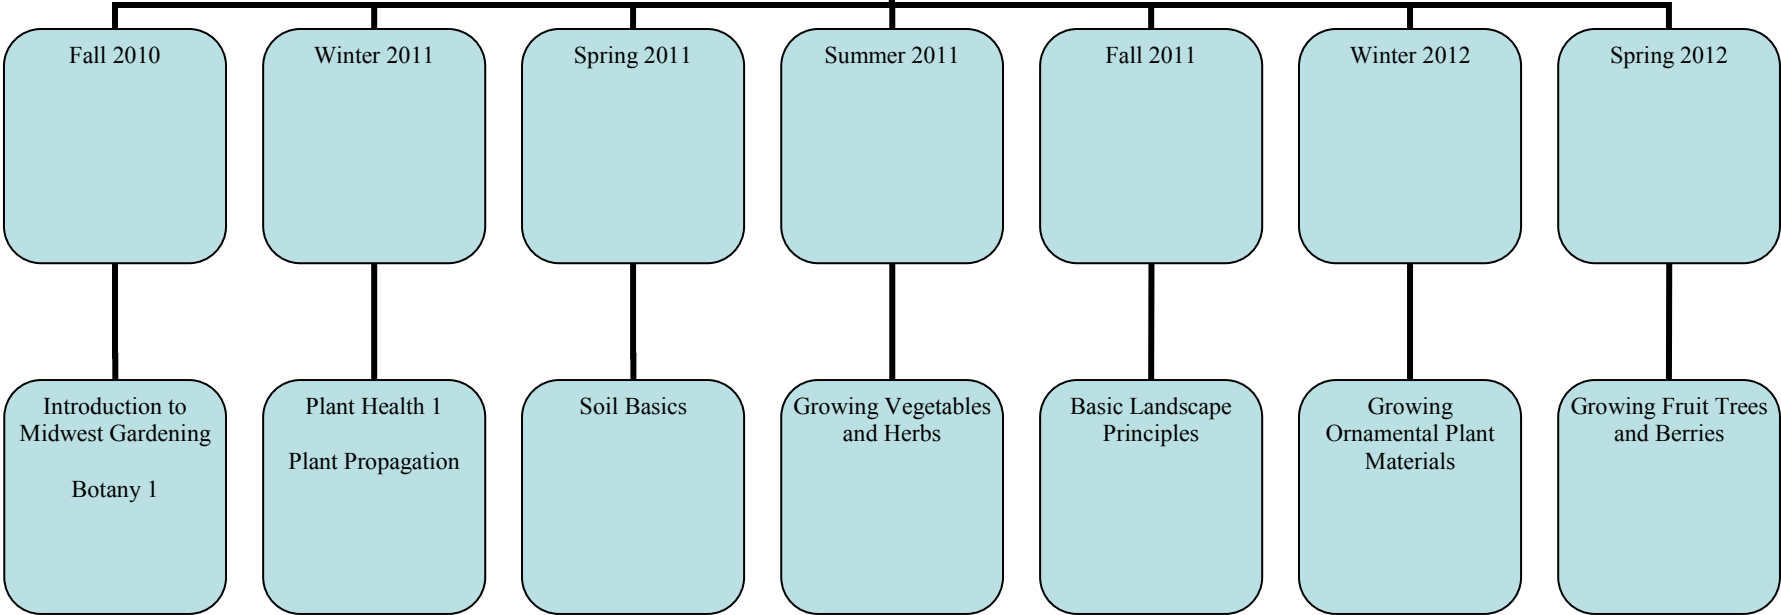 Fall 2010
Winter 2011
Spring 2011
Summer 2011
Fall 2011
Winter 2012
Spring 2012
Introduction to
Midwest Gardening
Botany 1
Plant Health 1
Plant Propagation
Soil Basics
Growing Vegetables
and Herbs
Basic Landscape
Principles
Growing
Ornamental Plant
Materials
Growing Fruit Trees
and Berries